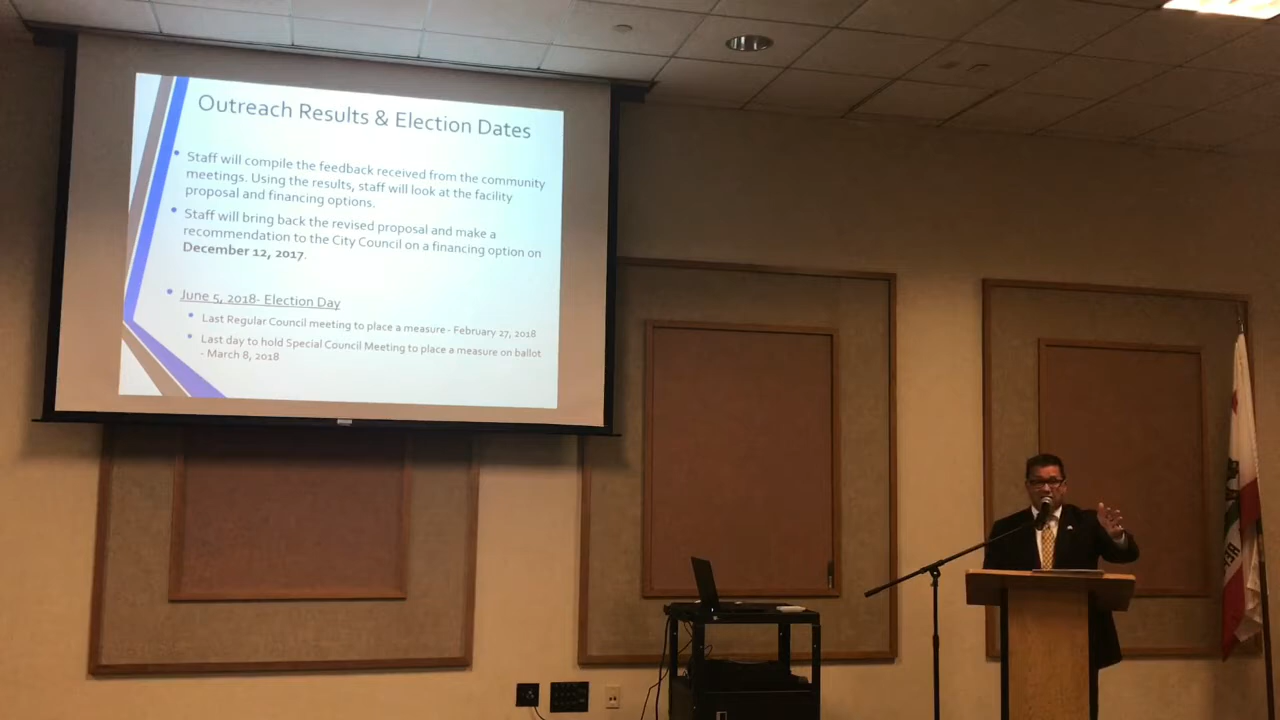 Outreach Results & Election Dates
• Staff will compile the feedback received from the community
meetings. Using the results, staff will look at the facility
proposal and financing options.
• Staff will bring back the revised proposal and make a
recommendation to the City Council on a financing option on
December 12, 2017.
• June 5, 2018- Election Day
• Last Regular Council meeting to place a measure - February 27, 2018
• Last day to hold Special Council Meeting to place a measure on ballot
- March 8, 2018